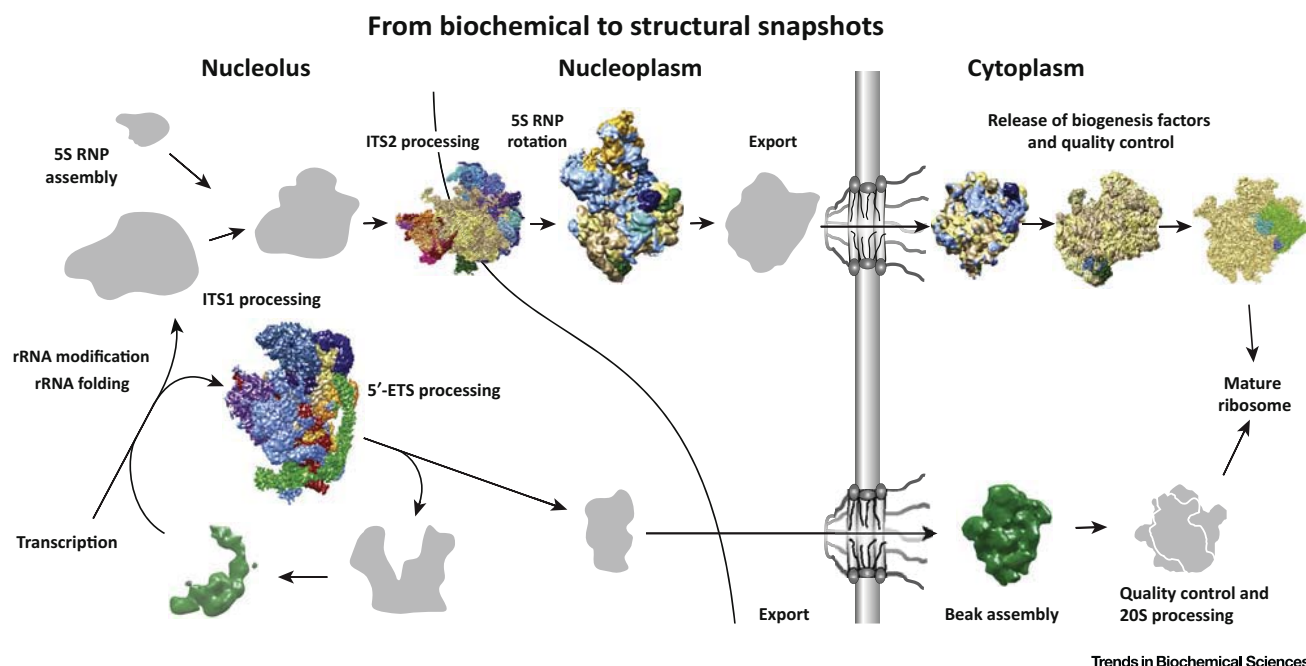 From biochemical to structural snapshots
Nucleolus
Nucleoplasm
Cytoplasm
5S RNP
assembly
ITS2 processing
5S RNP
rotation
Export
Release of biogenesis factors
and quality control
ITS1 processing
rRNA modification
rRNA folding
5′-ETS processing
Mature
ribosome
Transcription
Export
Beak assembly
Quality control and
20S processing
Trends in Biochemical Sciences